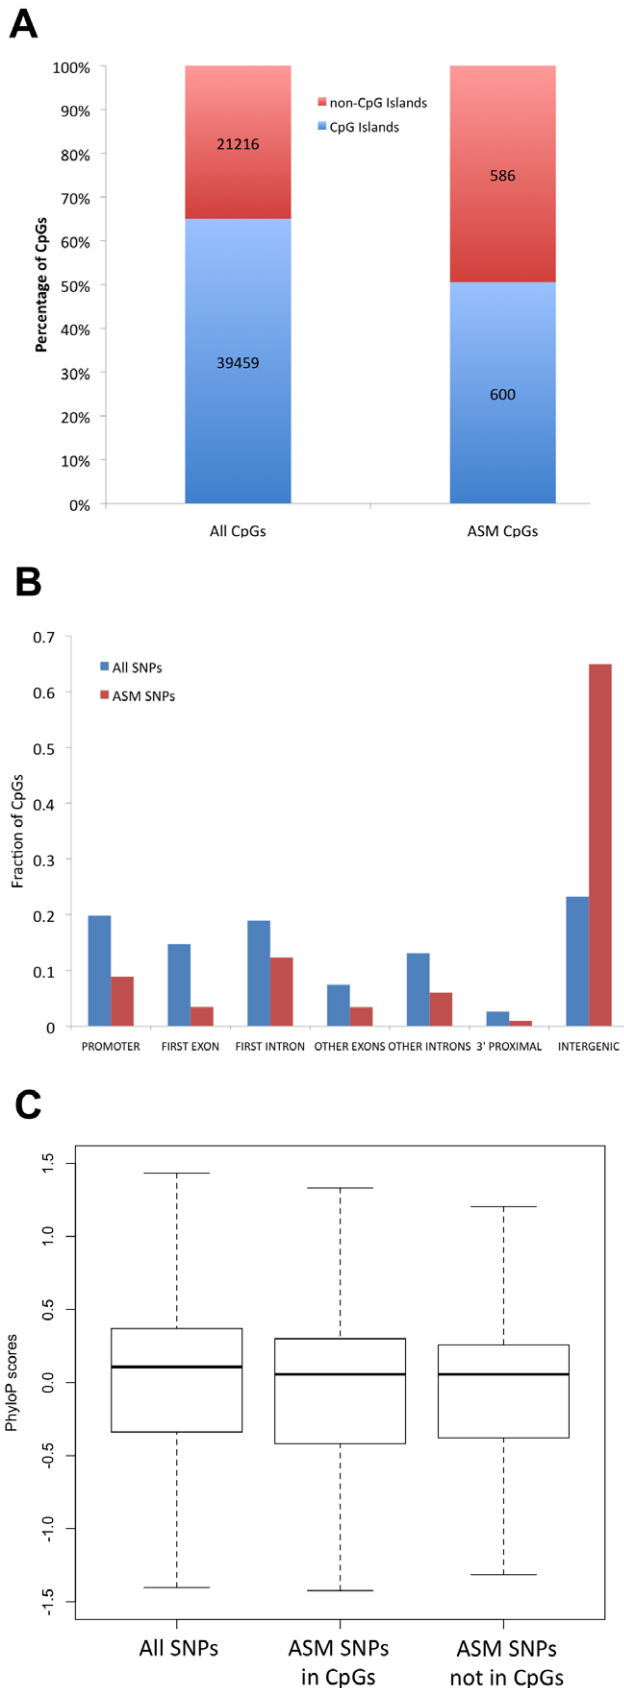 A
Percentage of CpGs
100%
90%
80%
70%
60%
50%
40%
30%
20%
10%
0%
non-CpG Islands
CpG Islands
21216
39459
586
600
All CpGs
ASM CpGs
B
Fraction of CpGs
0.7
0.6
0.5
0.4
0.3
0.2
0.1
0
All SNPs
ASM SNPs
PROMOTER
FIRST EXON
FIRST INTRON
OTHER EXONS
OTHER INTRONS
3' PROXIMAL
INTERGENIC
C
PhyloP scores
1.5
1.0
0.5
0.0
-0.5
-1.0
-1.5
All SNPs
ASM SNPs
in CpGs
ASM SNPs
not in CpGs